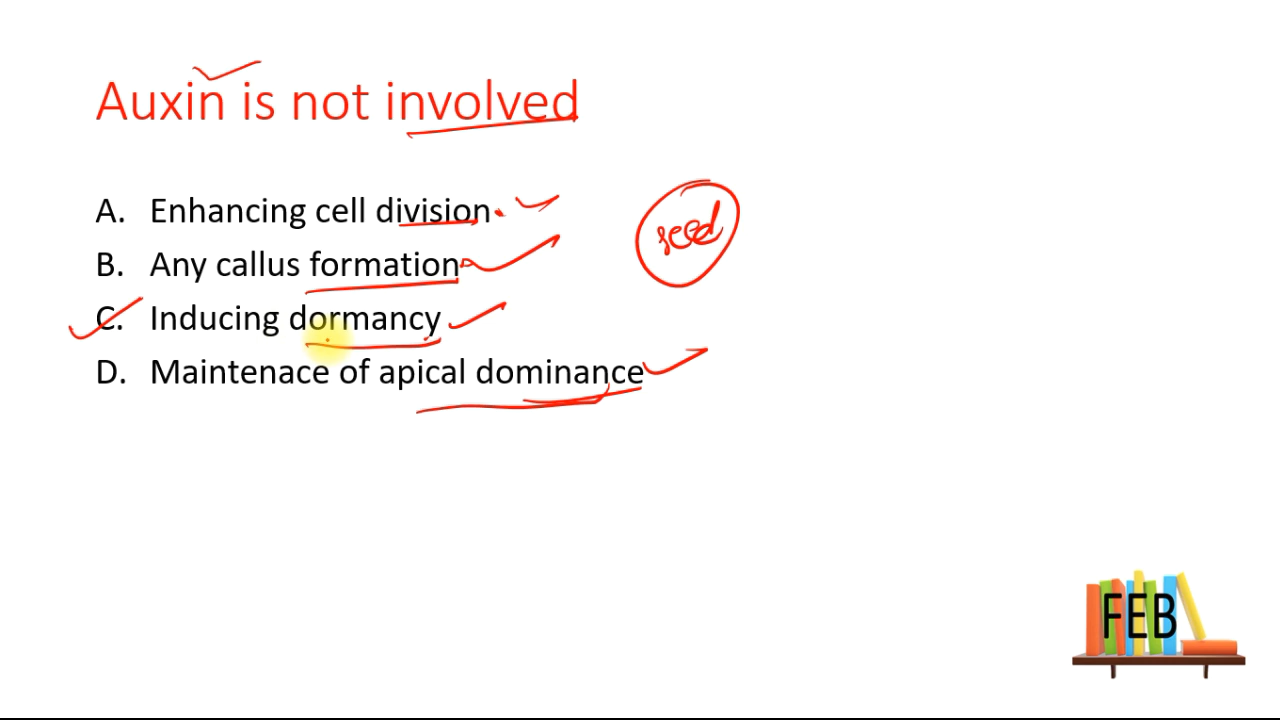 Auxin is not involved
A. Enhancing cell division.
B. Any callus formation
C. Inducing dormancy
D. Maintenace of apical dominance
seed
FEB